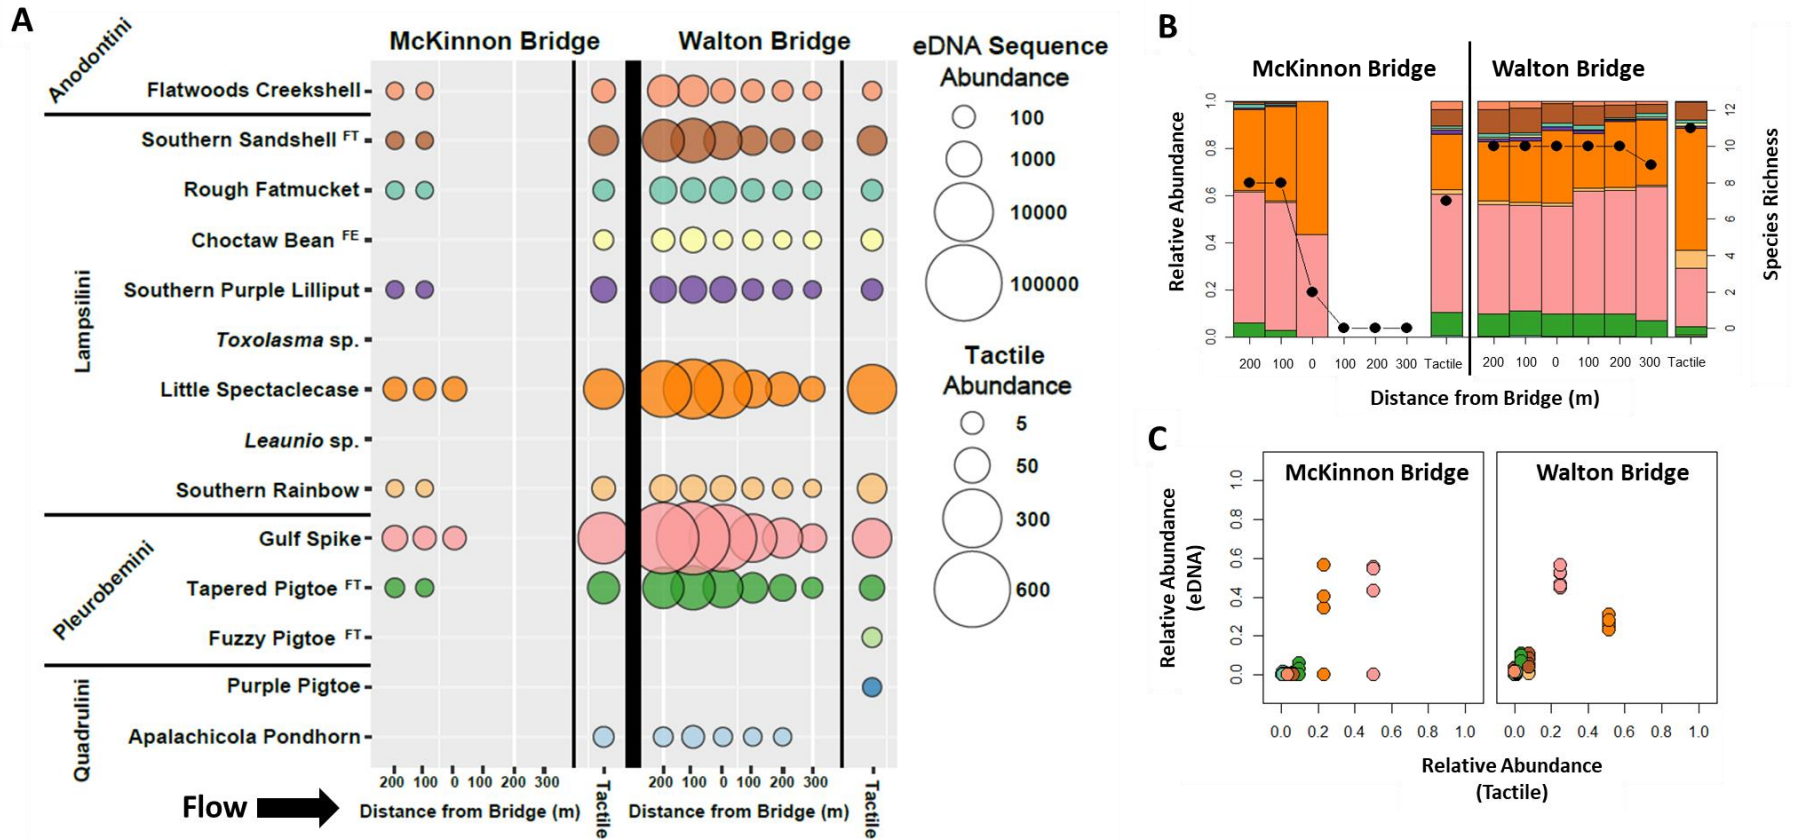 A
McKinnon Bridge
Walton Bridge
Anodontini
Flatwoods Creekshell
Lampsilini
Southern Sandshell FT
Rough Fatmucket
Choctaw Bean FE
Southern Purple Lilliput
Toxolasma sp.
Little Spectaclecase
Leaunio sp.
Southern Rainbow
Pleurobemini
Gulf Spike
Tapered Pigtoe FT
Fuzzy Pigtoe FT
Quadrulini
Purple Pigtoe
Apalachicola Pondhorn
200 100 0 100 200 300 Tactile
200 100 0 100 200 300 Tactile
Flow
Distance from Bridge (m)
Distance from Bridge (m)
eDNA Sequence
Abundance
100
1000
10000
100000
Tactile
Abundance
5
50
300
600
B
McKinnon Bridge
Walton Bridge
Relative Abundance
1.0
0.8
0.6
0.4
0.2
0.0
Species Richness
12
10
8
6
4
2
0
200 100 0 100 200 300 Tactile
200 100 0 100 200 300 Tactile
Distance from Bridge (m)
C
McKinnon Bridge
Walton Bridge
Relative Abundance
(eDNA)
1.0
0.8
0.6
0.4
0.2
0.0
0.0 0.2 0.4 0.6 0.8 1.0
0.0 0.2 0.4 0.6 0.8 1.0
Relative Abundance
(Tactile)